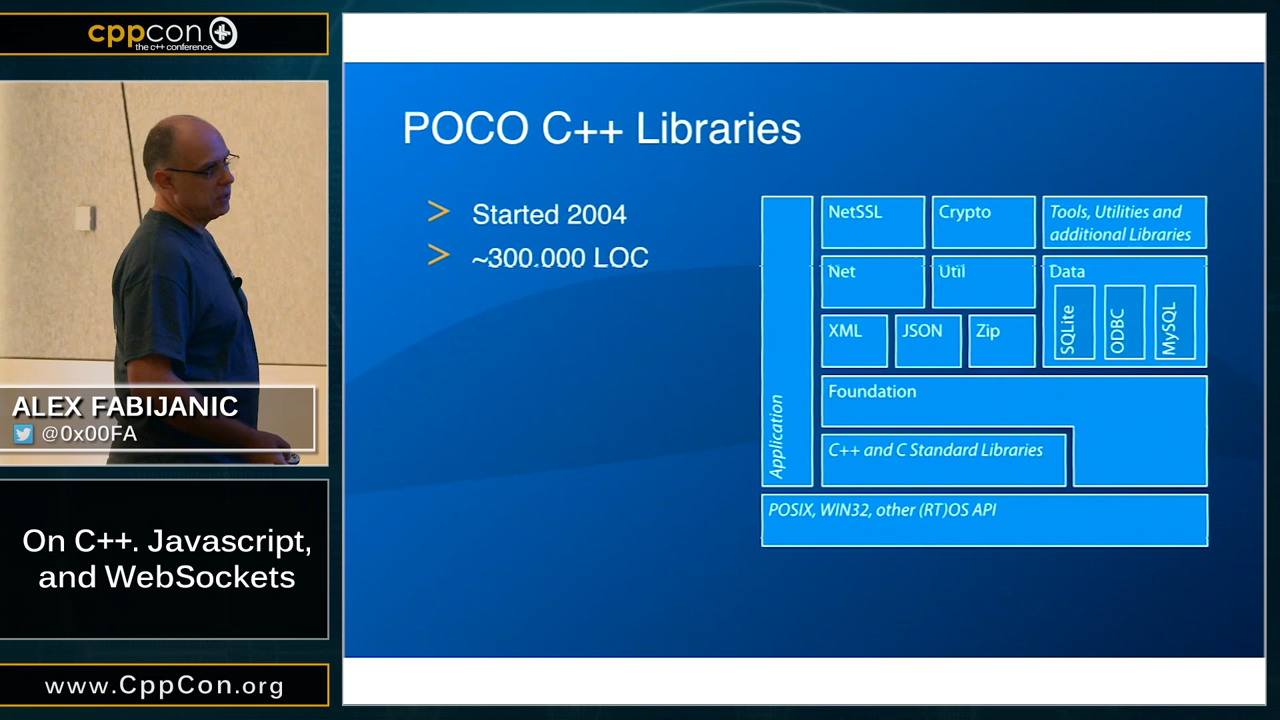 cppcon
the c++ conference
ALEX FABIJANIC
@0x00FA
On C++. Javascript,
and WebSockets
www.CppCon.org
POCO C++ Libraries
> Started 2004
> ~300.000 LOC
Application
NetSSL
Crypto
Tools, Utilities and
additional Libraries
Net
Util
Data
SQLite
ODBC
MySQL
XML
JSON
Zip
Foundation
C++ and C Standard Libraries
POSIX, WIN32, other (RT)OS API